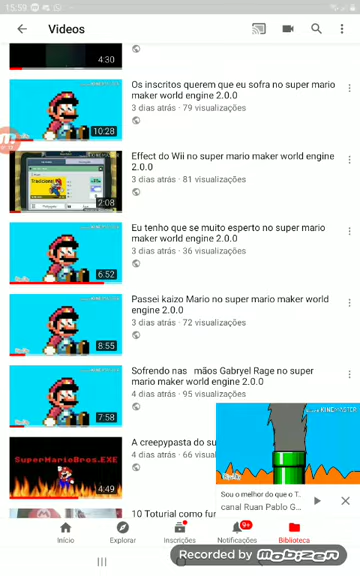 15:59
Videos
4:30
Os inscritos querem que eu sofra no super mario
maker world engine 2.0.0
3 dias atrás · 79 visualizações
10:28
Effect do Wii no super mario maker world engine
2.0.0
3 dias atrás · 81 visualizações
2:08
Eu tenho que se muito esperto no super mario
maker world engine 2.0.0
3 dias atrás · 36 visualizações
6:52
Passei kaizo Mario no super mario maker world
engine 2.0.0
3 dias atrás · 72 visualizações
8:55
Sofrendo nas mãos Gabryel Rage no super
mario maker world engine 2.0.0
4 dias atrás · 95 visualizações
7:58
A creepypasta do su
4 dias atrás · 66 visual
SuperMarioBros.EXE
4:49
KINEMASTER
Sou o melhor do que o T...
canal Ruan Pablo G...
10 Toturial como fur
Início
Explorar
Inscrições
9+
Notificações
Biblioteca
Recorded by mobizen